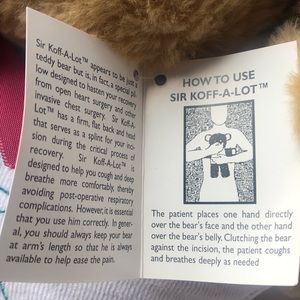 Sir Koff-A-Lot™ appears to be just a
teddy bear but is, in fact, a special pil-
low designed to hasten your recovery
from open heart surgery and other
invasive chest surgery. Sir Koff-A-
Lot™ has a firm, flat back and head
that serves as a splint for your inci-
sion during the critical process of
recovery. Sir Koff-A-Lot™ is
designed to help you cough and deep
breathe more comfortably, thereby
avoiding post-operative respiratory
complications. However, it is essential
that you use him correctly. In gener-
al, you should always keep your bear
at arm's length so that he is always
available to help ease the pain.
HOW TO USE
SIR KOFF-A-LOT™
The patient places one hand directly
over the bear's face and the other hand
over the bear's belly. Clutching the bear
against the incision, the patient coughs
and breathes deeply as needed